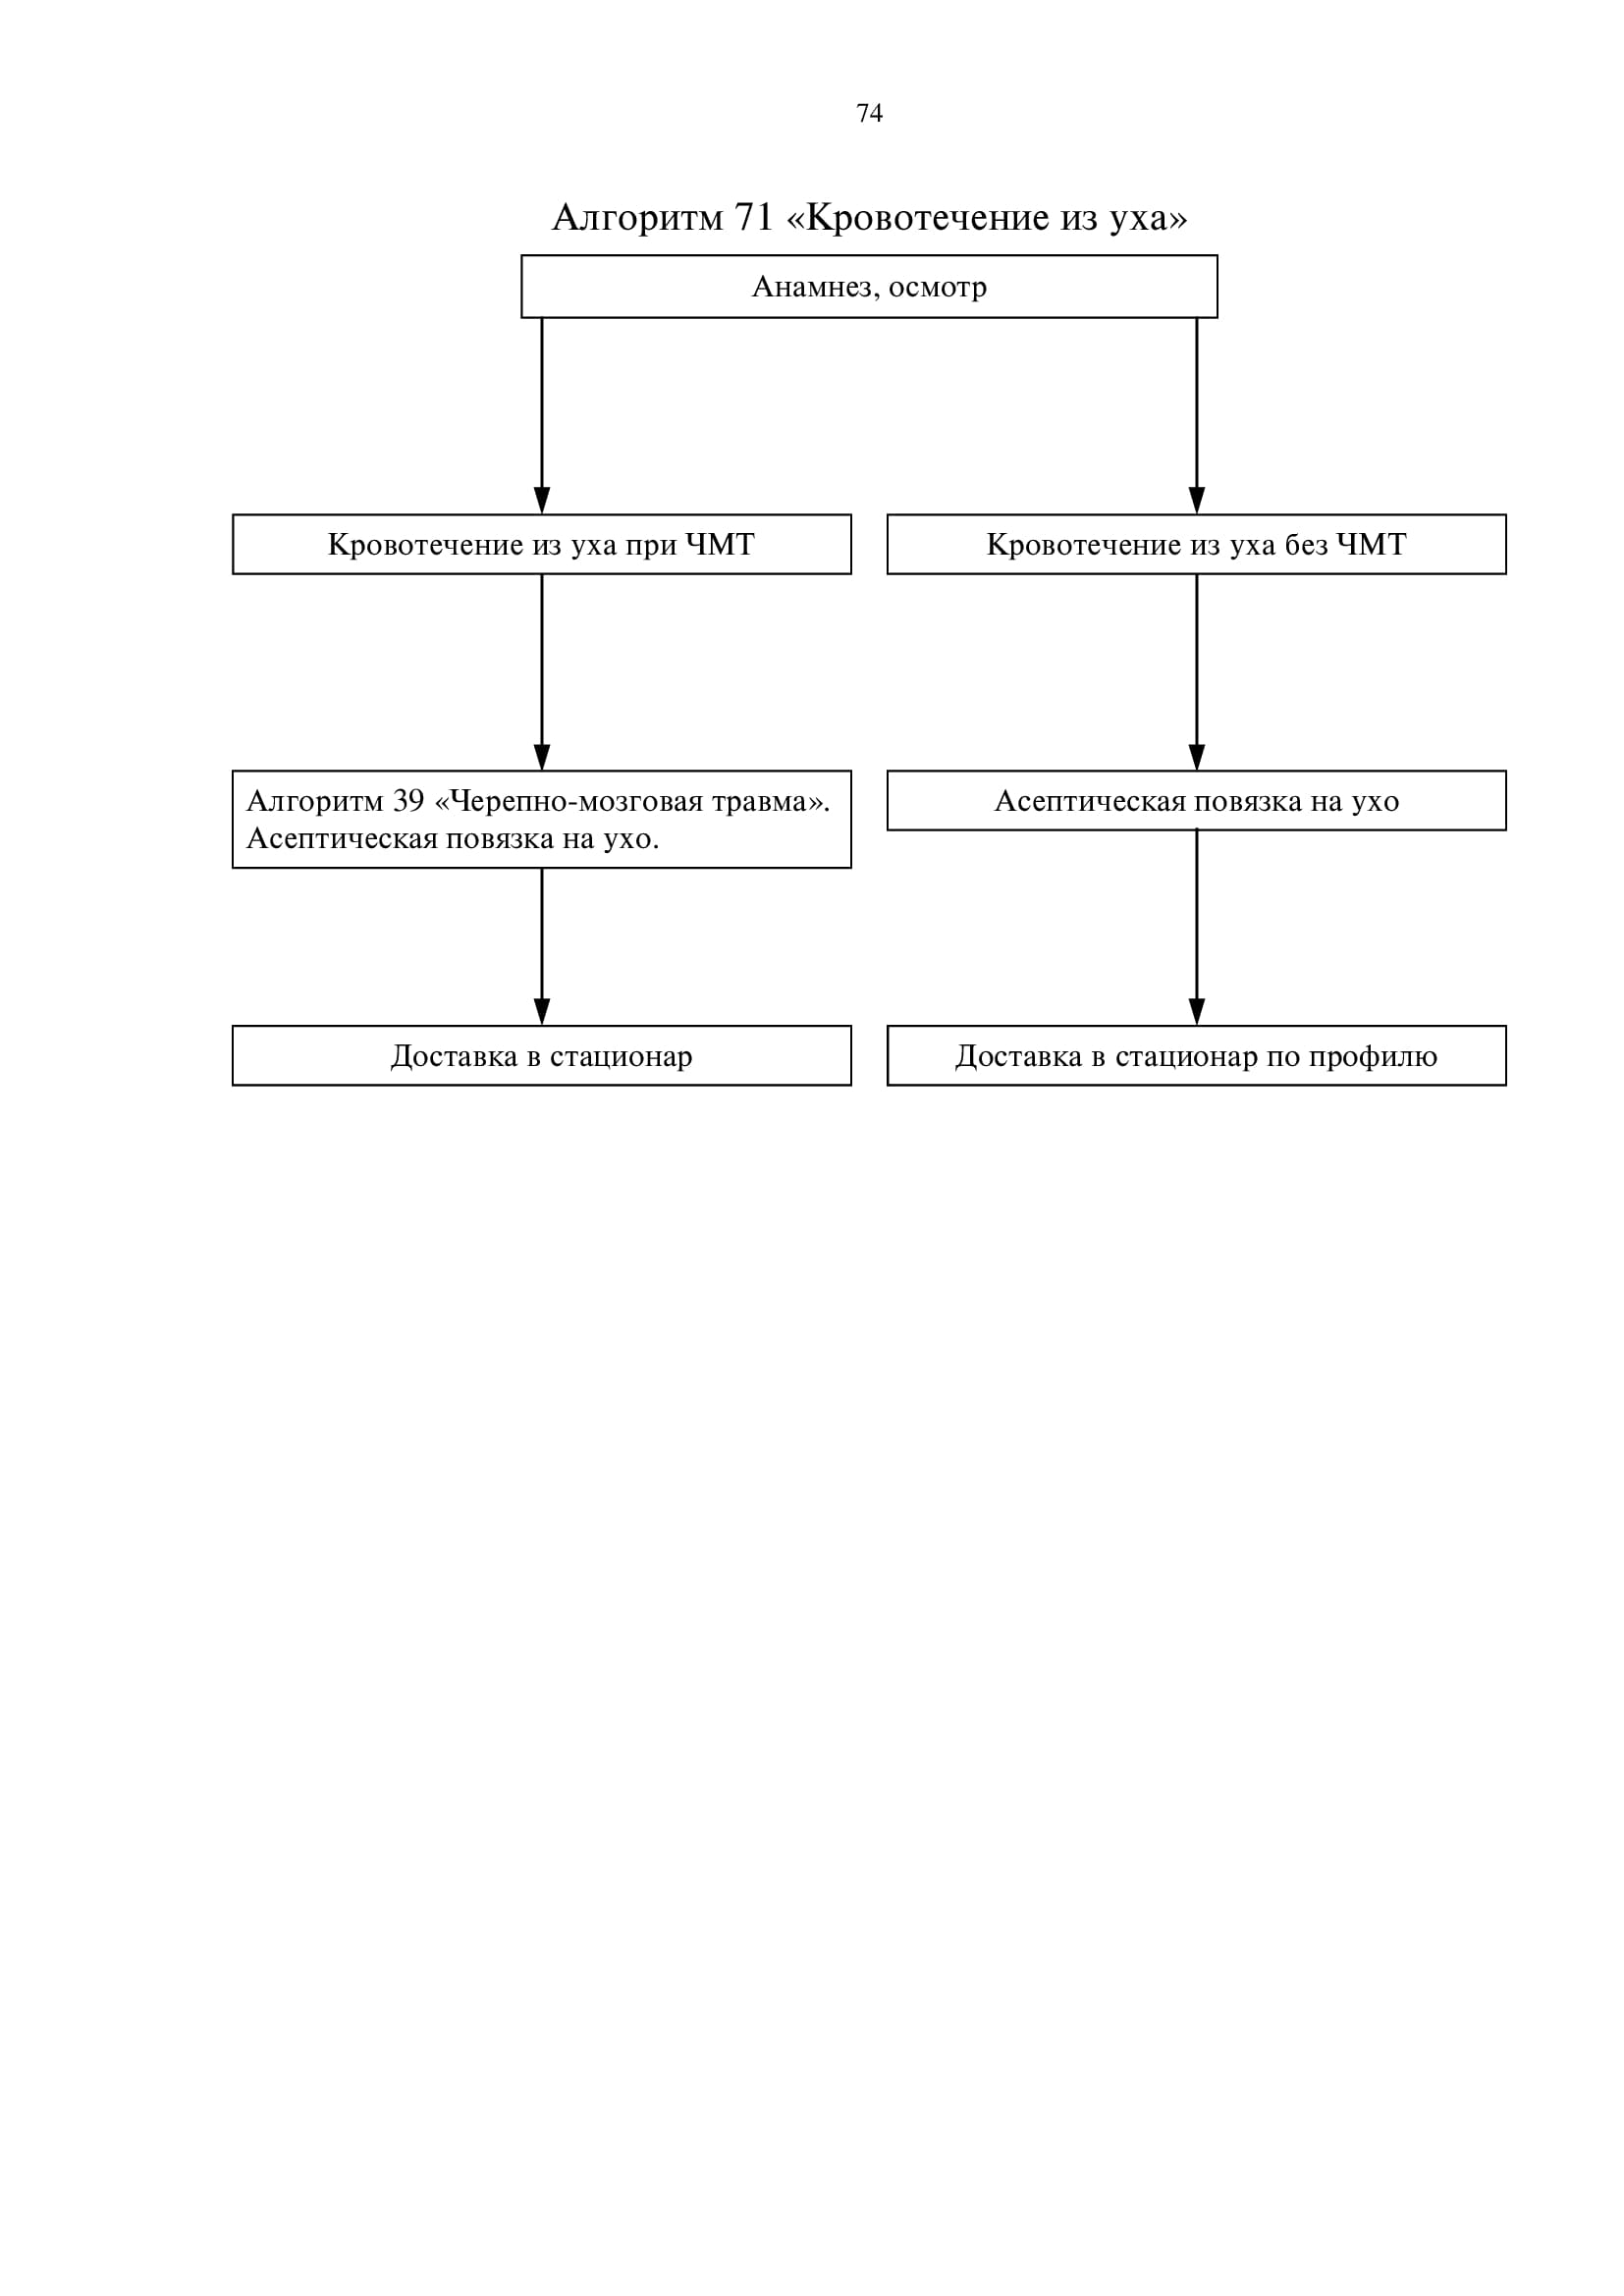 74
Алгоритм 71 «Кровотечение из уха»
Анамнез, осмотр
Кровотечение из уха при ЧМТ
Кровотечение из уха без ЧМТ
Алгоритм 39 «Черепно-мозговая травма».
Асептическая повязка на ухо.
Асептическая повязка на ухо
Доставка в стационар
Доставка в стационар по профилю